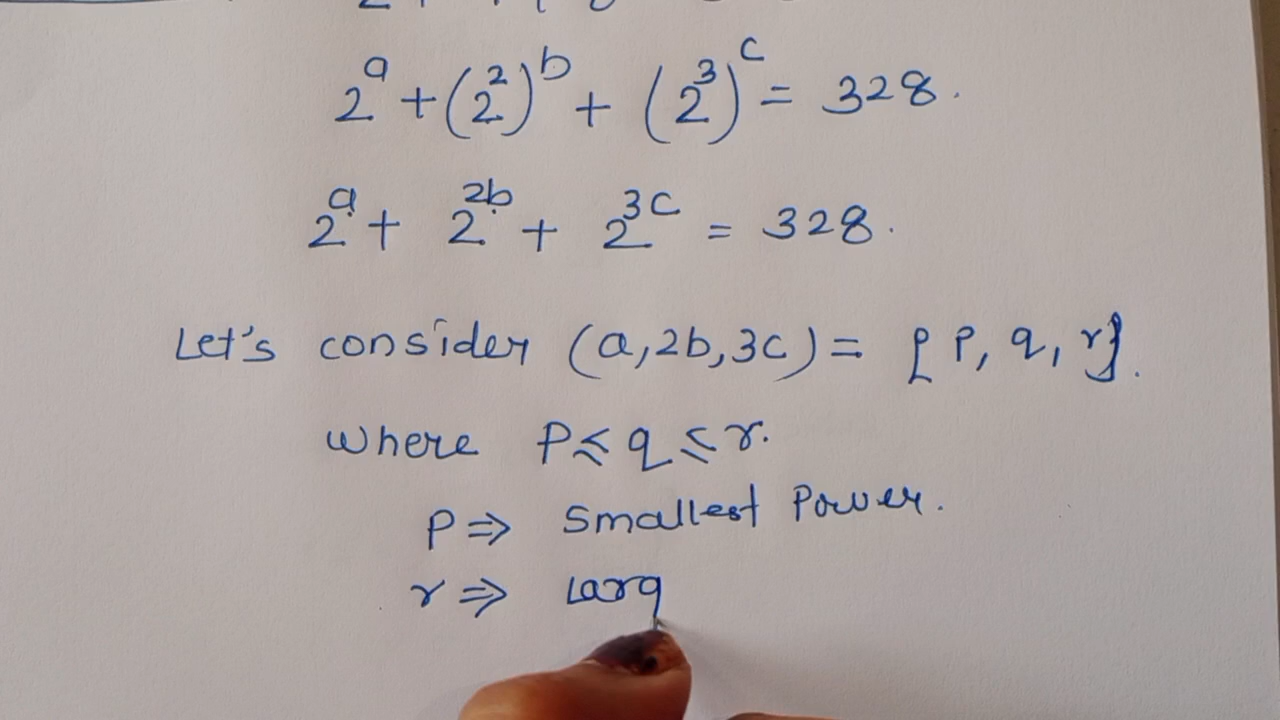 2^a + (2^2)^b + (2^3)^c = 328.
2^a + 2^2b + 2^3c = 328.
Let's consider (a, 2b, 3c) = {p, q, r}.
where p ≤ q ≤ r.
P ⇒ Smallest Power.
r ⇒ Larg